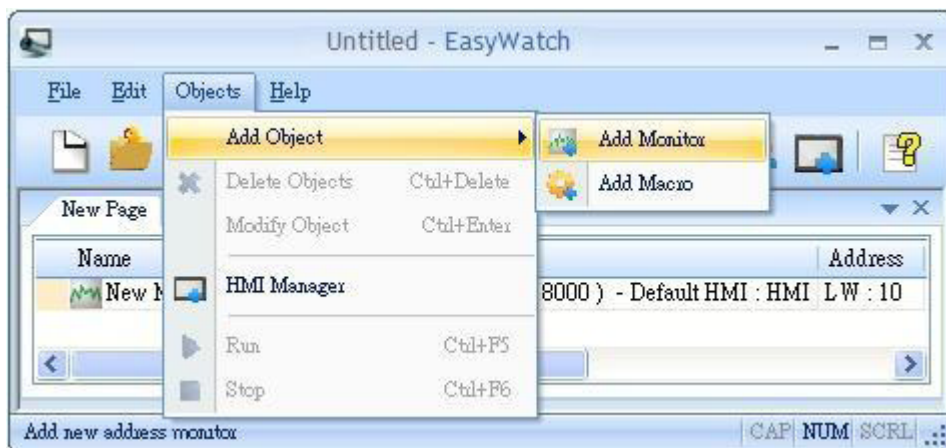 Untitled - EasyWatch
File Edit Objects Help
Add Object
Add Monitor
Delete Objects Ctrl+Delete
Add Macro
New Page
Modify Object Ctrl+Enter
Name Address
HMI Manager
New 8000 ) - Default HMI : HMI LW : 10
Run Ctrl+F5
Stop Ctrl+F6
Add new address monitor CAP NUM SCRL